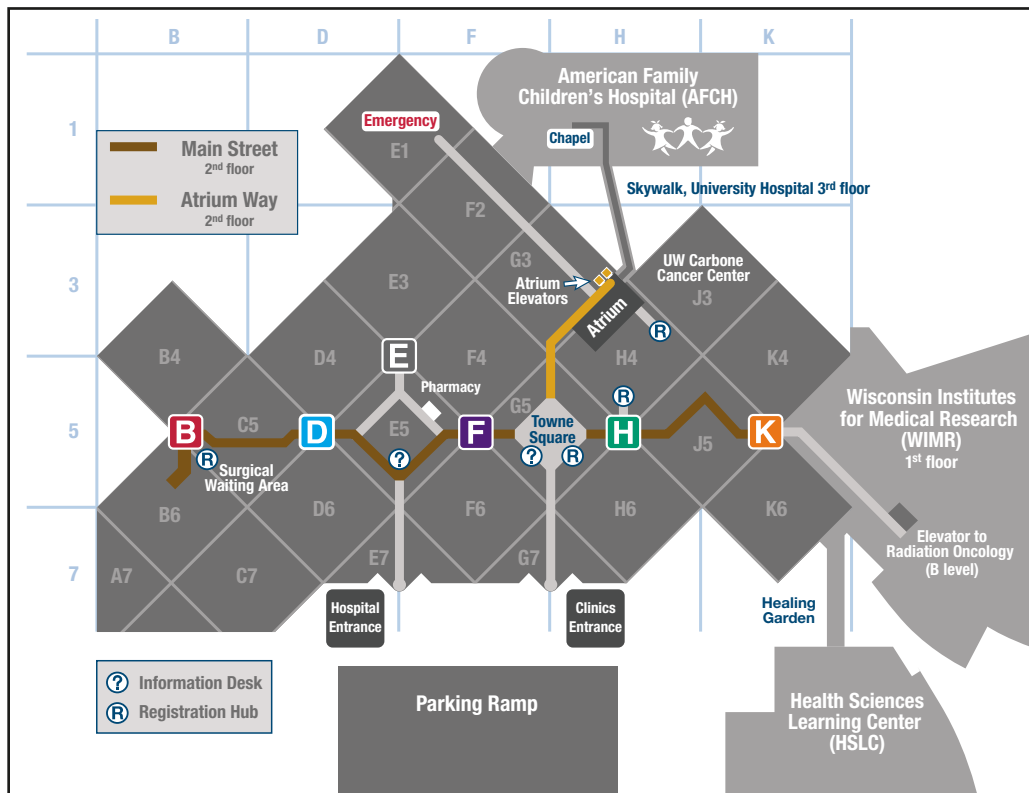 B D F H K
1
American Family
Children's Hospital (AFCH)
Emergency
Chapel
E1
Main Street
2nd floor
Atrium Way
2nd floor
Skywalk, University Hospital 3rd floor
F2
G3
UW Carbone
Cancer Center
3
E3
Atrium
Elevators
J3
Atrium
R
B4
D4
E
F4
H4
K4
Pharmacy
R
Wisconsin Institutes
for Medical Research
(WIMR)
1st floor
G5
C5
5
B
D
E5
F
Towne
Square
H
J5
K
R
?
?
R
Surgical
Waiting Area
B6
D6
F6
H6
K6
Elevator to
Radiation Oncology
(B level)
7
A7
C7
E7
G7
Hospital
Entrance
Clinics
Entrance
Healing
Garden
? Information Desk
R Registration Hub
Parking Ramp
Health Sciences
Learning Center
(HSLC)